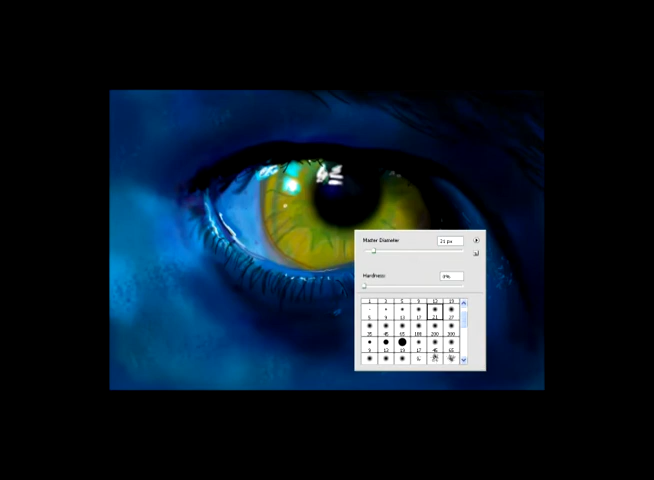 Master Diameter 21 px
Hardness: 0%
1 3 5 9 13 19
5 9 13 17 21 27
35 45 65 100 200 300
9 13 19 17 45 65